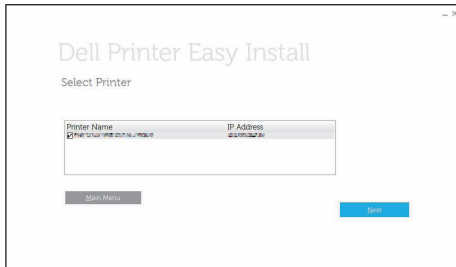 Dell Printer Easy Install
Select Printer
Printer Name IP Address
Main Menu
Next